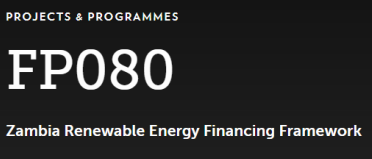 PROJECTS & PROGRAMMES
FP080
Zambia Renewable Energy Financing Framework